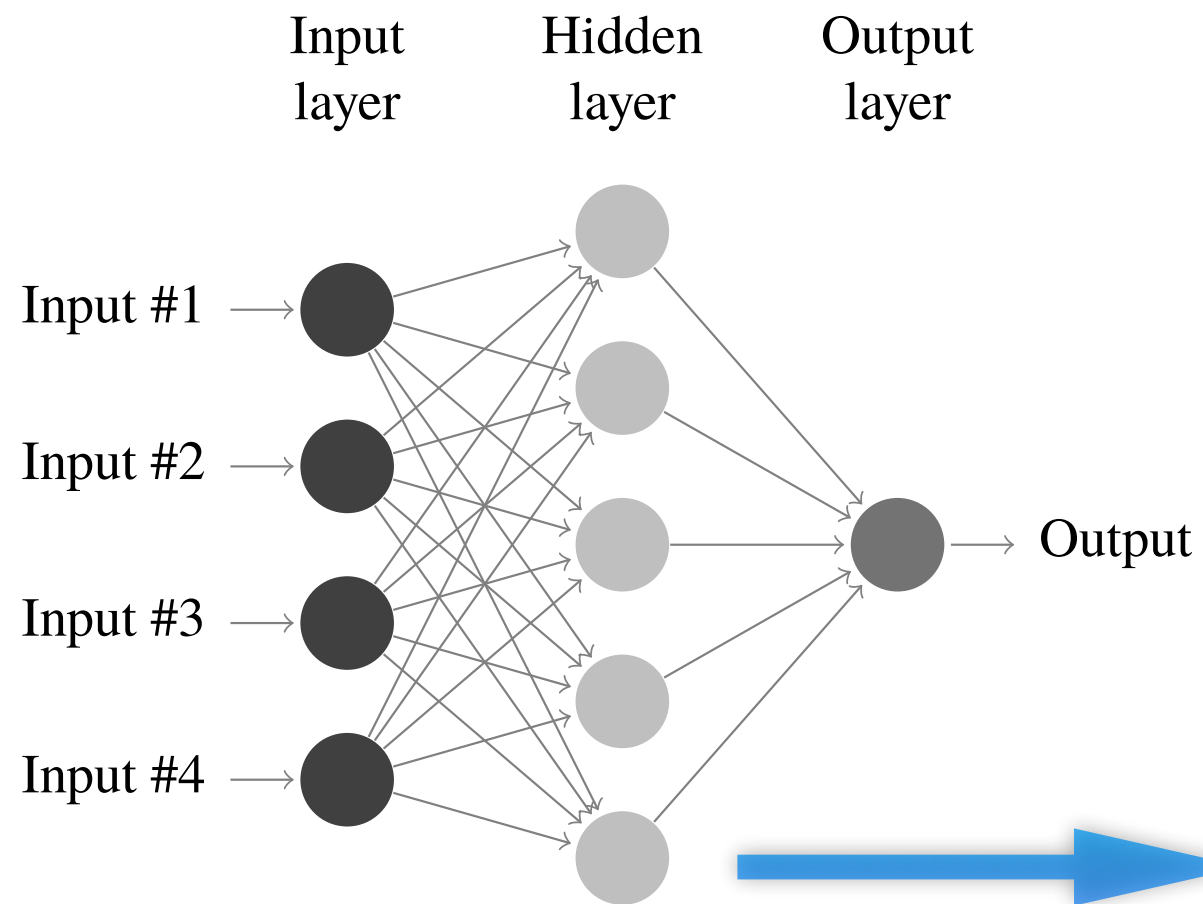 Input
layer
Hidden
layer
Output
layer
Input #1
Input #2
Input #3
Input #4
Output